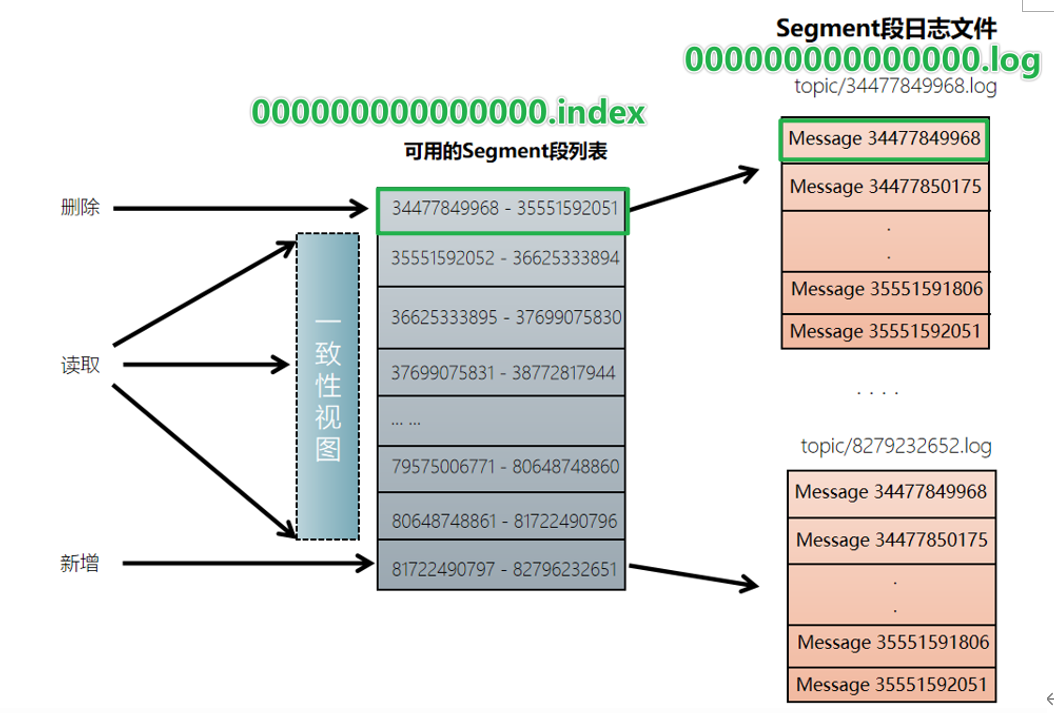 Segment段日志文件
000000000000000.log
topic/34477849968.log
000000000000000.index
可用的Segment段列表
删除
读取
新增
一致性视图
34477849968 - 35551592051
35551592052 - 36625333894
36625333895 - 37699075830
37699075831 - 38772817944
... ...
79575006771 - 80648748860
80648748861 - 81722490796
81722490797 - 82796232651
Message 34477849968
Message 34477850175
.
.
Message 35551591806
Message 35551592051
. . . .
topic/8279232652.log
Message 34477849968
Message 34477850175
.
.
Message 35551591806
Message 35551592051